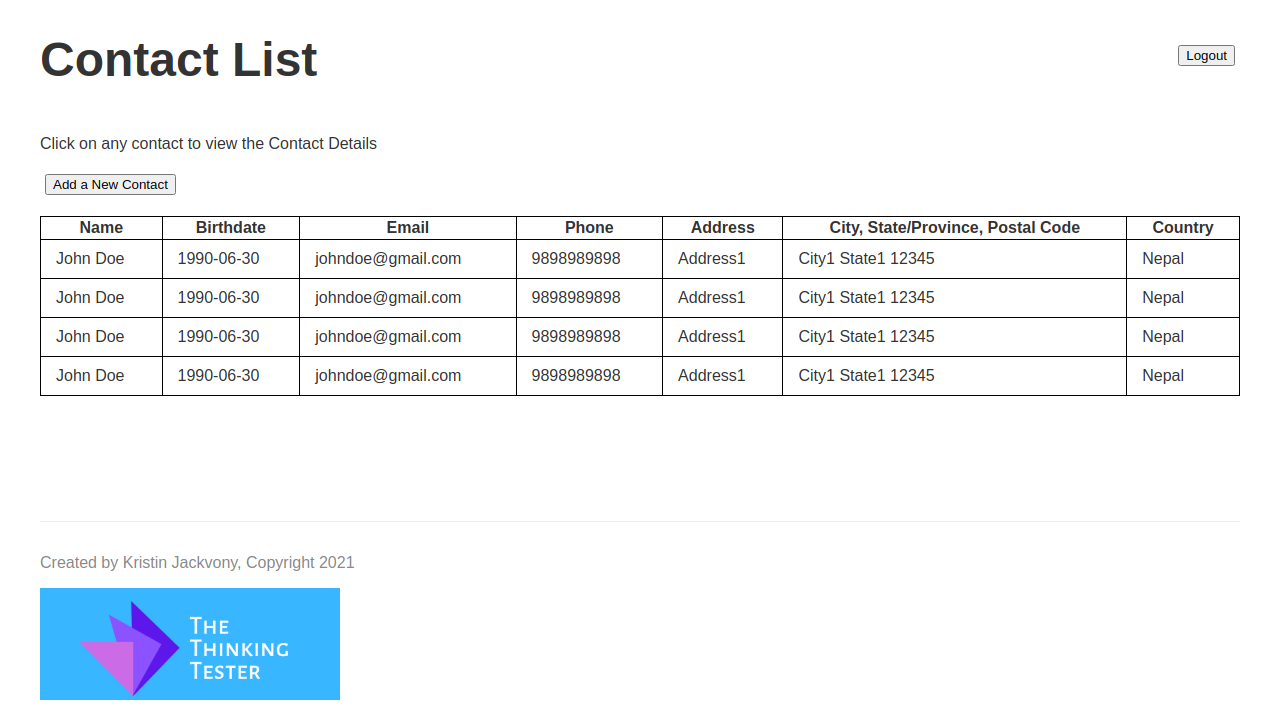 Contact List
Logout
Click on any contact to view the Contact Details
Add a New Contact
Name Birthdate Email Phone Address City, State/Province, Postal Code Country
John Doe 1990-06-30 johndoe@gmail.com 9898989898 Address1 City1 State1 12345 Nepal
John Doe 1990-06-30 johndoe@gmail.com 9898989898 Address1 City1 State1 12345 Nepal
John Doe 1990-06-30 johndoe@gmail.com 9898989898 Address1 City1 State1 12345 Nepal
John Doe 1990-06-30 johndoe@gmail.com 9898989898 Address1 City1 State1 12345 Nepal
Created by Kristin Jackvony, Copyright 2021
THE
THINKING
TESTER